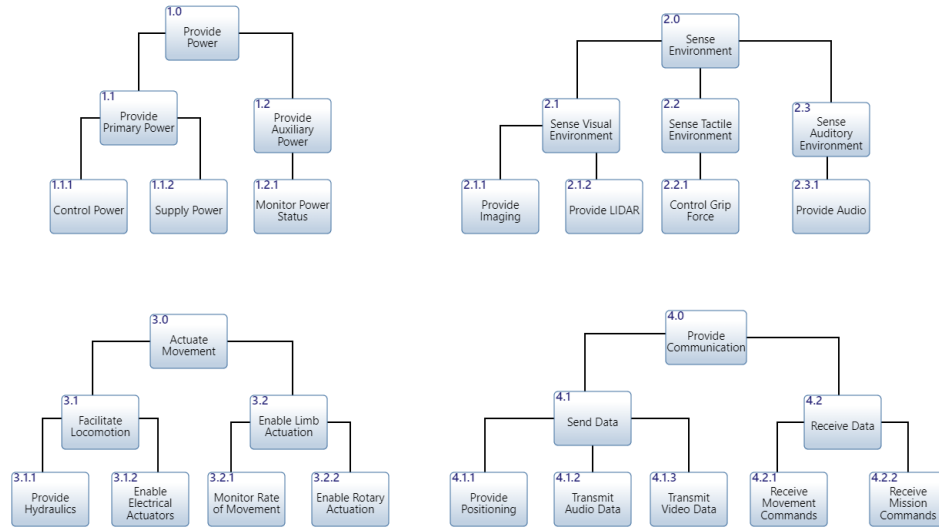 1.0
Provide
Power
1.1
Provide
Primary Power
1.2
Provide
Auxiliary
Power
1.1.1
Control Power
1.1.2
Supply Power
1.2.1
Monitor Power
Status
2.0
Sense
Environment
2.1
Sense Visual
Environment
2.2
Sense Tactile
Environment
2.3
Sense
Auditory
Environment
2.1.1
Provide
Imaging
2.1.2
Provide LIDAR
2.2.1
Control Grip
Force
2.3.1
Provide Audio
3.0
Actuate
Movement
3.1
Facilitate
Locomotion
3.2
Enable Limb
Actuation
3.1.1
Provide
Hydraulics
3.1.2
Enable
Electrical
Actuators
3.2.1
Monitor Rate
of Movement
3.2.2
Enable Rotary
Actuation
4.0
Provide
Communication
4.1
Send Data
4.2
Receive Data
4.1.1
Provide
Positioning
4.1.2
Transmit
Audio Data
4.1.3
Transmit
Video Data
4.2.1
Receive
Movement
Commands
4.2.2
Receive
Mission
Commands